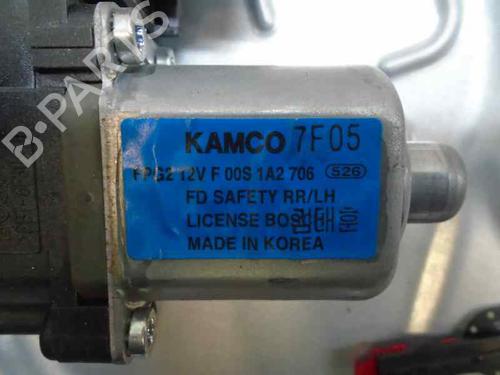 B-PARTS
KAMCO 7F05
FPG2 12V F 00S 1A2 706 S26
FD SAFETY RR/LH
LICENSE BOSCH
MADE IN KOREA